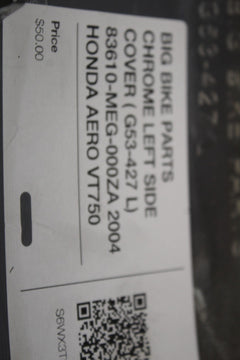 BIG BIKE PARTS
CHROME LEFT SIDE
COVER ( G53-427 L)
83610-MEG-000ZA 2004
HONDA AERO VT750
Price
$50.00